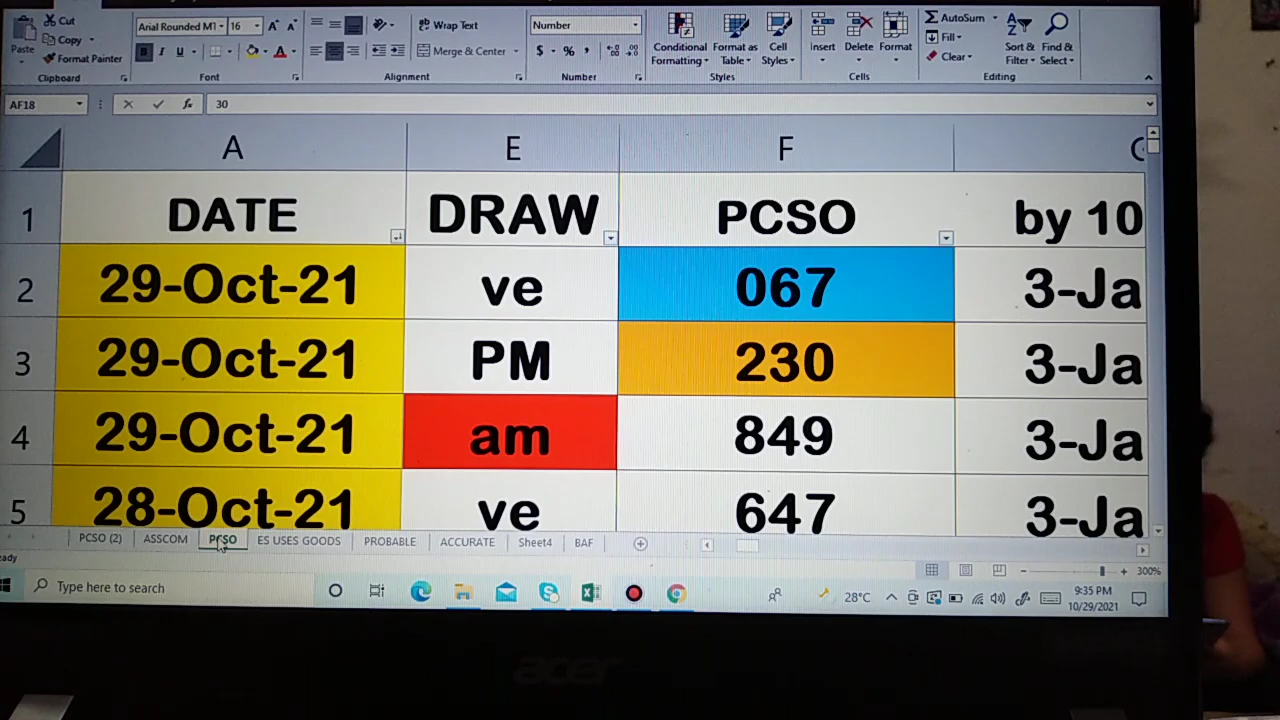 Cut
Copy
Paste
Format Painter
Clipboard
Arial Rounded MT 16 A A
B I U A
Font
Wrap Text
Merge & Center
Alignment
Number
$ % ,
Number
Conditional Formatting
Format as Table
Cell Styles
Styles
Insert
Delete
Format
Cells
AutoSum
Fill
Clear
Sort & Filter
Find & Select
Editing
AF18 fx 30
A E F
1 DATE DRAW PCSO by 10
2 29-Oct-21 ve 067 3-Ja
3 29-Oct-21 PM 230 3-Ja
4 29-Oct-21 am 849 3-Ja
5 28-Oct-21 ve 647 3-Ja
PCSO (2) ASSCOM PCSO ES USES GOODS PROBABLE ACCURATE Sheet4 BAF
eady 300%
Type here to search 28°C 9:35 PM
10/29/2021
acer